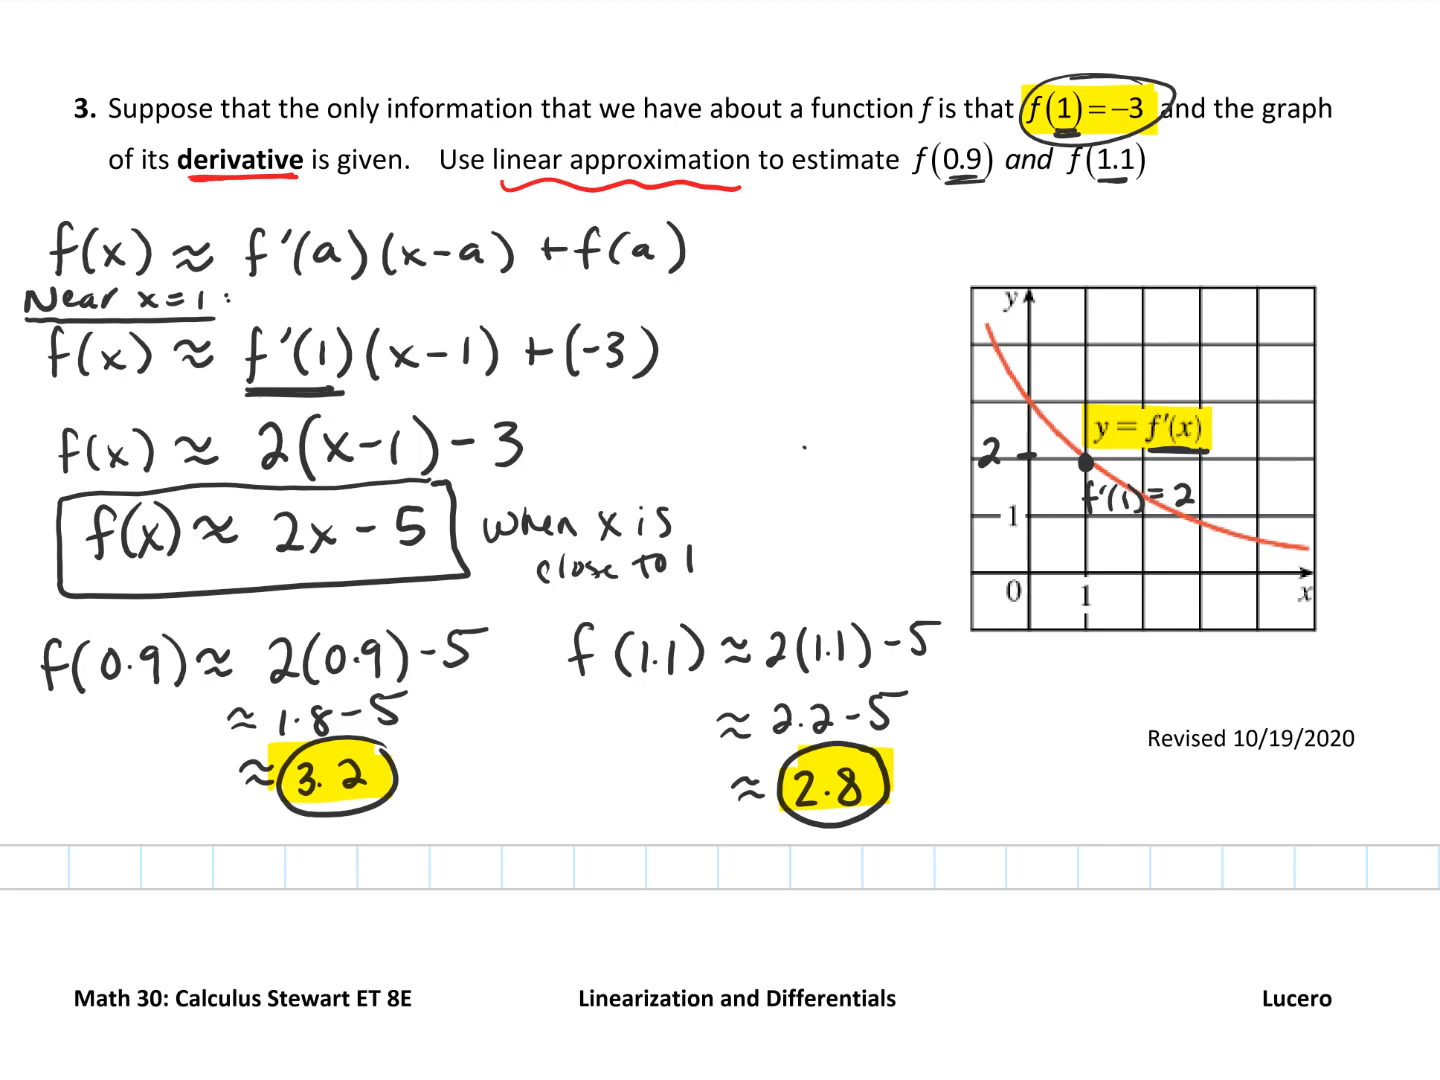 3. Suppose that the only information that we have about a function f is that f(1)=−3 and the graph
of its derivative is given. Use linear approximation to estimate f(0.9) and f(1.1)
f(x) ≈ f'(a)(x-a) +f(a)
Near x=1:
f(x) ≈ f'(1)(x-1) +(-3)
f(x) ≈ 2(x-1)-3
f(x) ≈ 2x-5 when x is
close to 1
f(0.9) ≈ 2(0.9)-5
≈ 1.8-5
≈ 3.2
f(1.1) ≈ 2(1.1)-5
≈ 2.2-5
≈ 2.8
y
y = f'(x)
2
f'(1)=2
1
0
1
x
Revised 10/19/2020
Math 30: Calculus Stewart ET 8E Linearization and Differentials Lucero